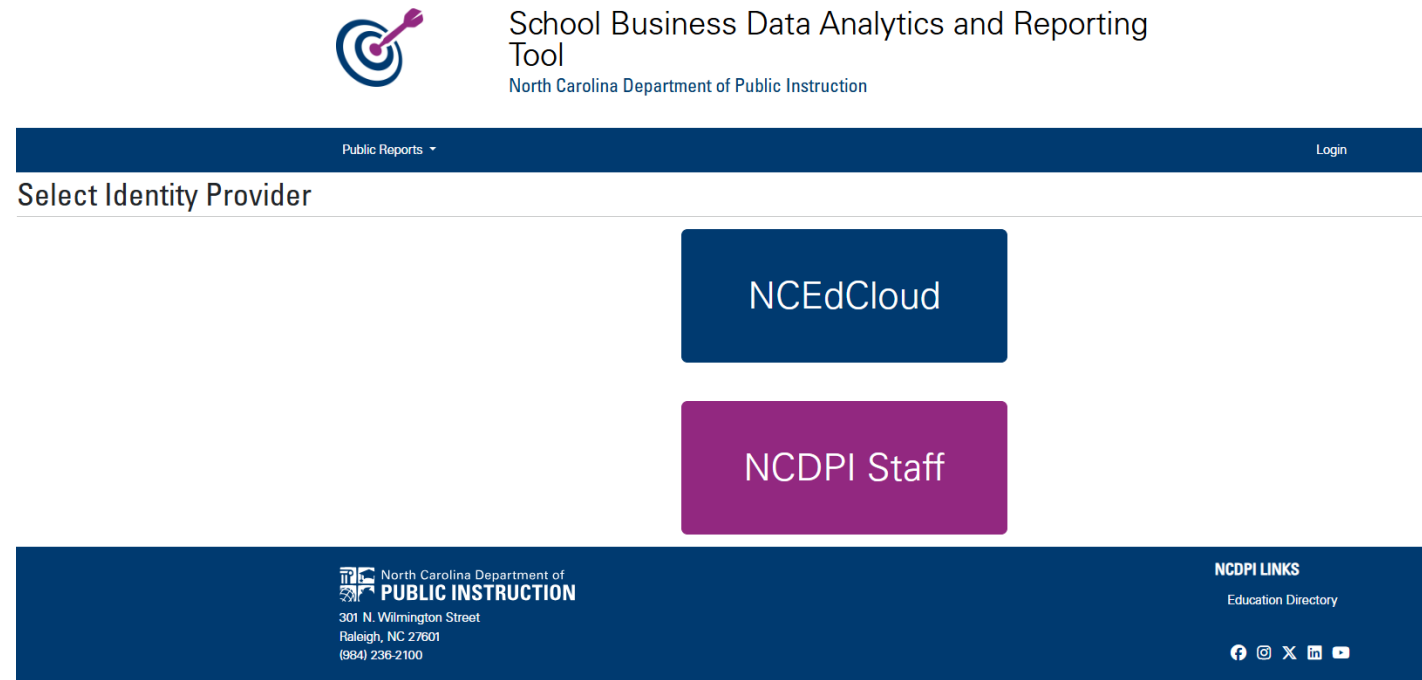 School Business Data Analytics and Reporting
Tool
North Carolina Department of Public Instruction
Public Reports
Login
Select Identity Provider
NCEdCloud
NCDPI Staff
North Carolina Department of
PUBLIC INSTRUCTION
301 N. Wilmington Street
Raleigh, NC 27601
(984) 236-2100
NCDPI LINKS
Education Directory